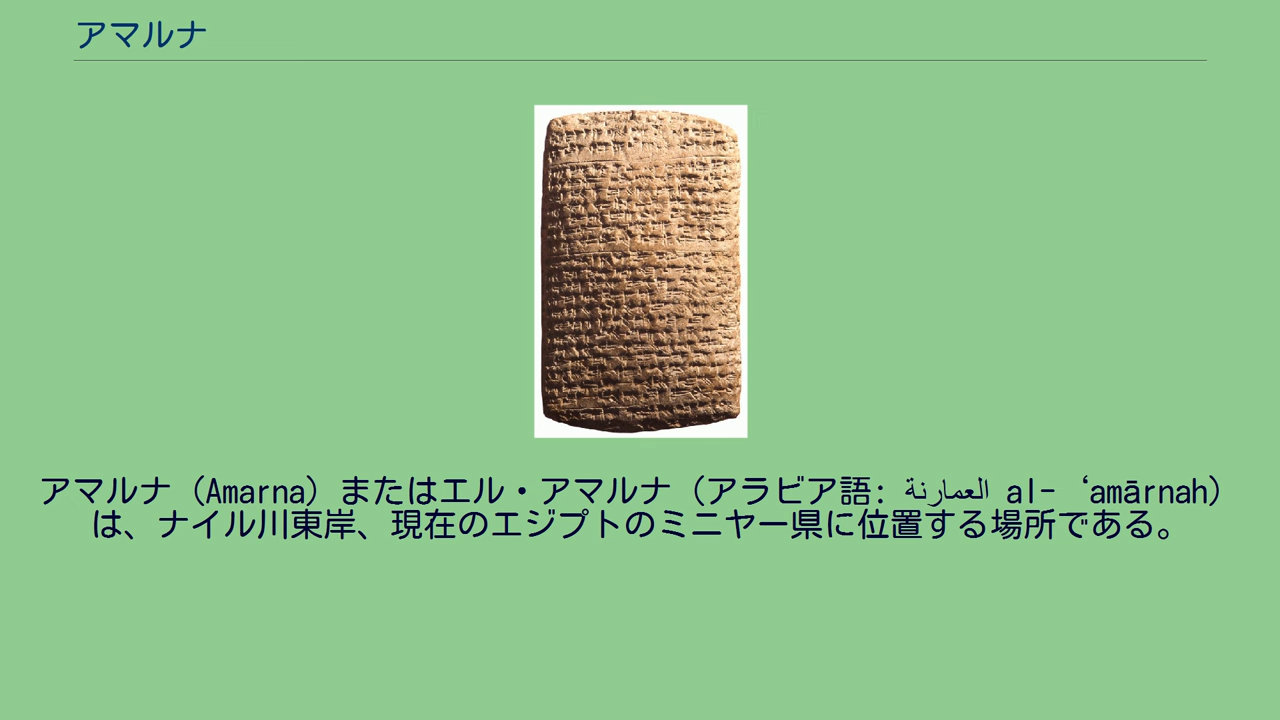 アマルナ
アマルナ（Amarna）またはエル・アマルナ（アラビア語: العمارنة al-‘amārnah）
は、ナイル川東岸、現在のエジプトのミニヤー県に位置する場所である。